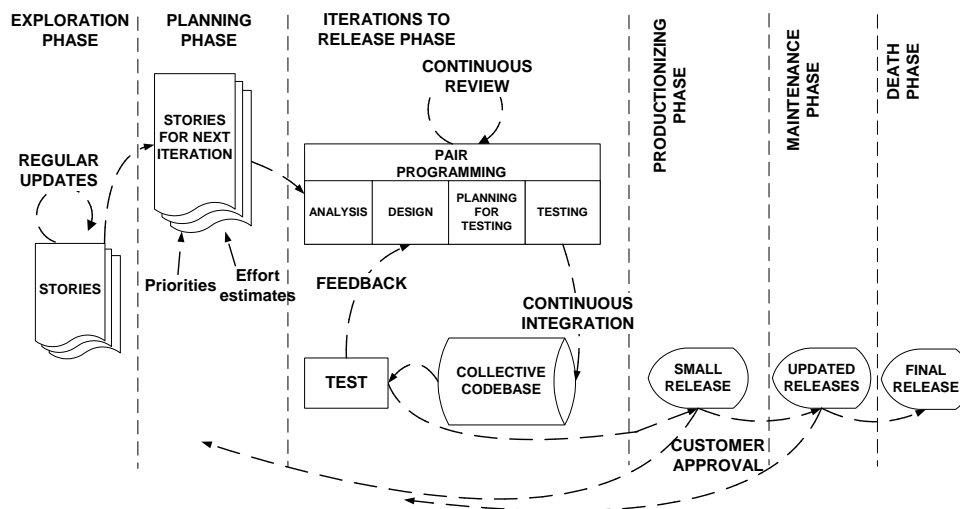 EXPLORATION
PHASE
PLANNING
PHASE
ITERATIONS TO
RELEASE PHASE
PRODUCTIONIZING
PHASE
MAINTENANCE
PHASE
DEATH
PHASE
REGULAR
UPDATES
STORIES
STORIES
FOR NEXT
ITERATION
Priorities
Effort
estimates
CONTINUOUS
REVIEW
PAIR
PROGRAMMING
ANALYSIS
DESIGN
PLANNING
FOR
TESTING
TESTING
FEEDBACK
CONTINUOUS
INTEGRATION
TEST
COLLECTIVE
CODEBASE
SMALL
RELEASE
UPDATED
RELEASES
FINAL
RELEASE
CUSTOMER
APPROVAL